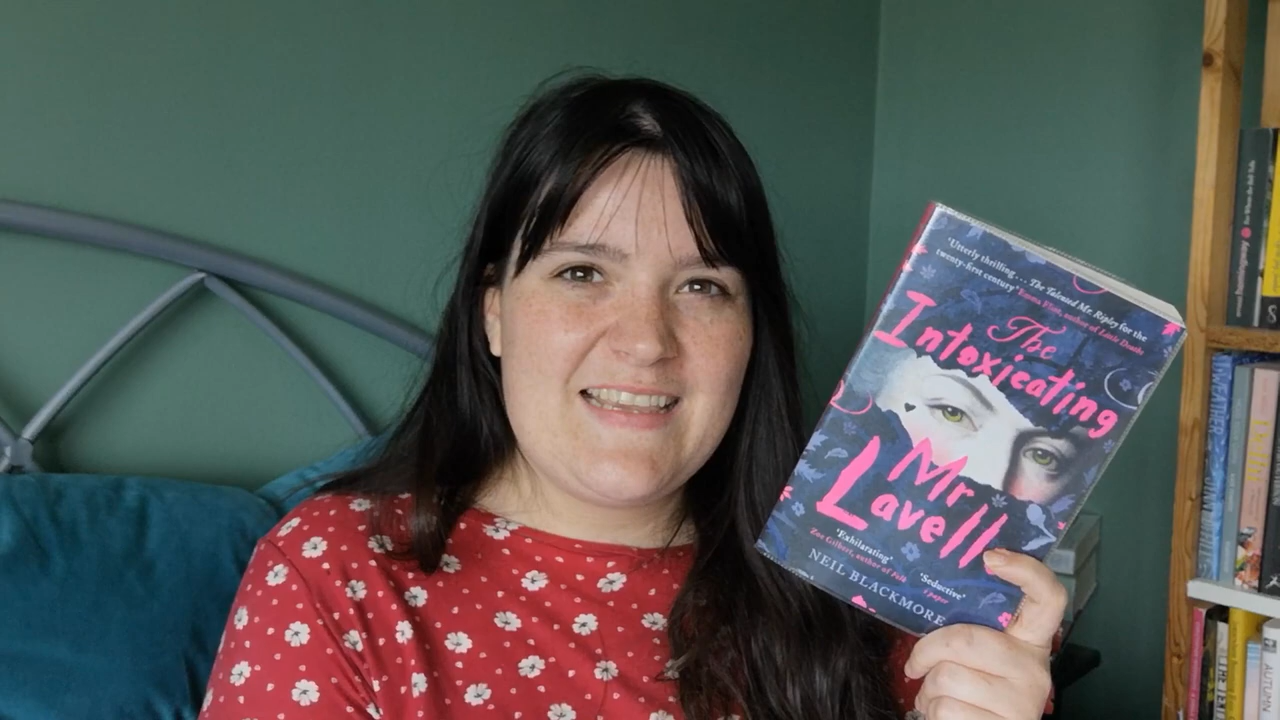 'Utterly thrilling . . . The Talented Mr. Ripley for the
twenty-first century' Emma Flint, author of Little Deaths
The
Intoxicating
Mr
Lavell
'Exhilarating'
Zoe Gilbert, author of Folk
'Seductive'
i paper
NEIL BLACKMORE
AUTUMN